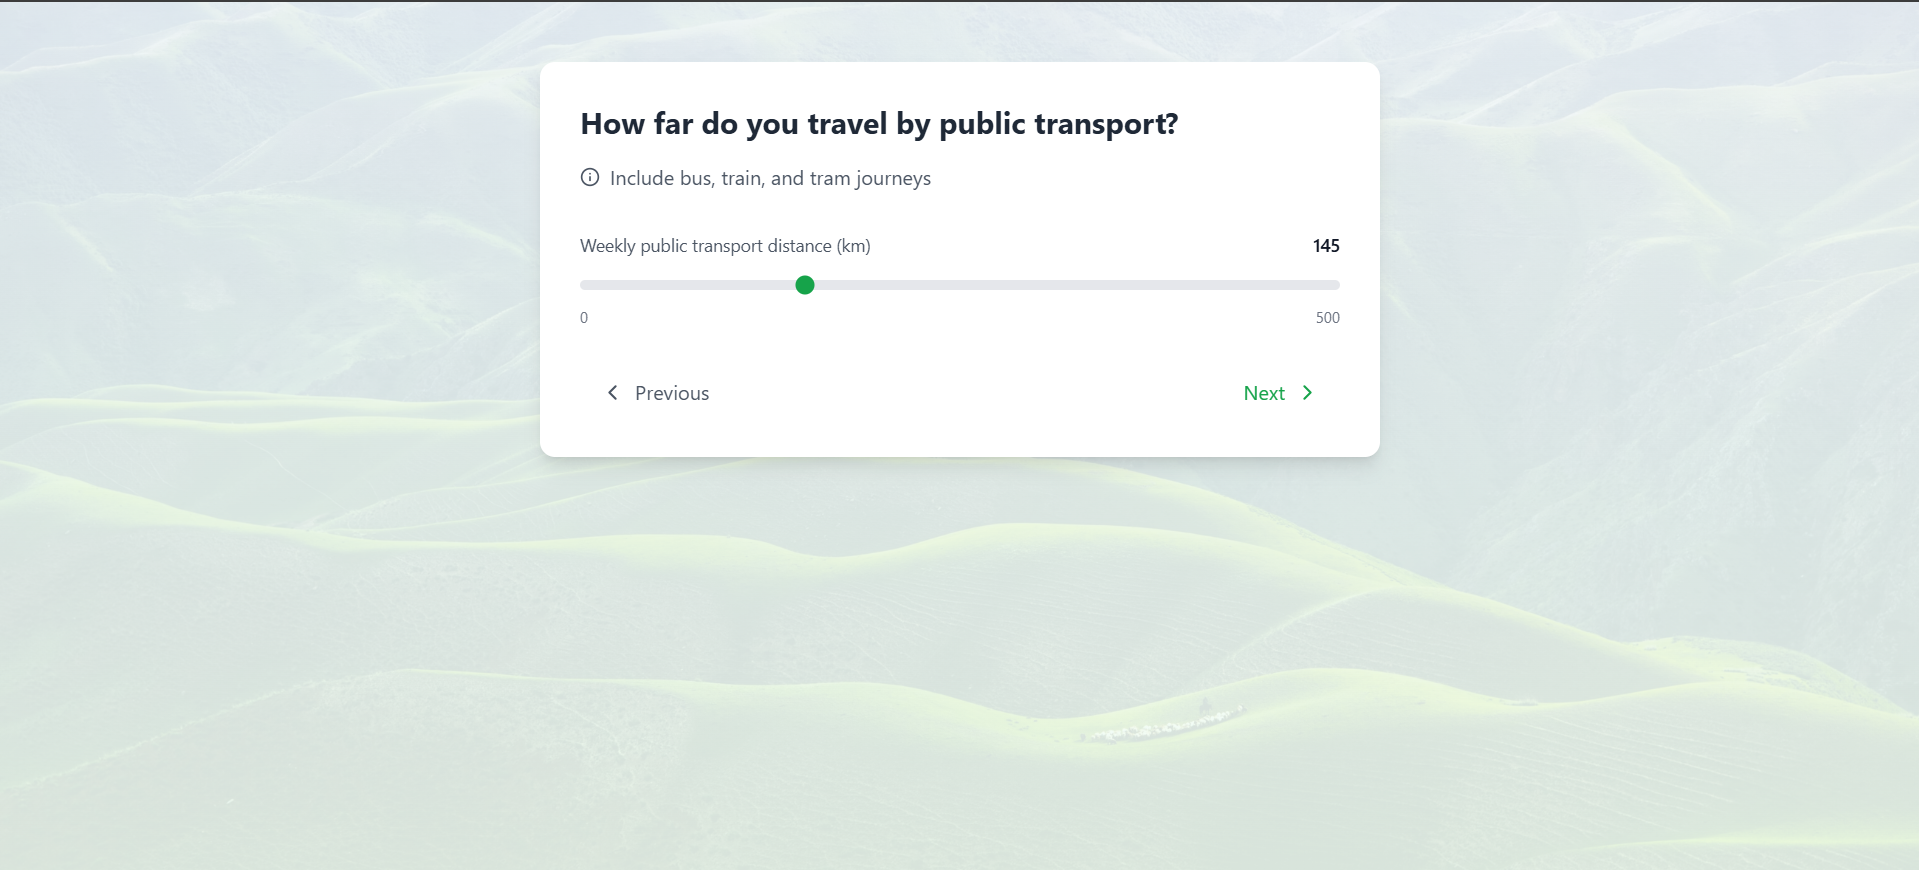 How far do you travel by public transport?
Include bus, train, and tram journeys
Weekly public transport distance (km) 145
0 500
Previous Next